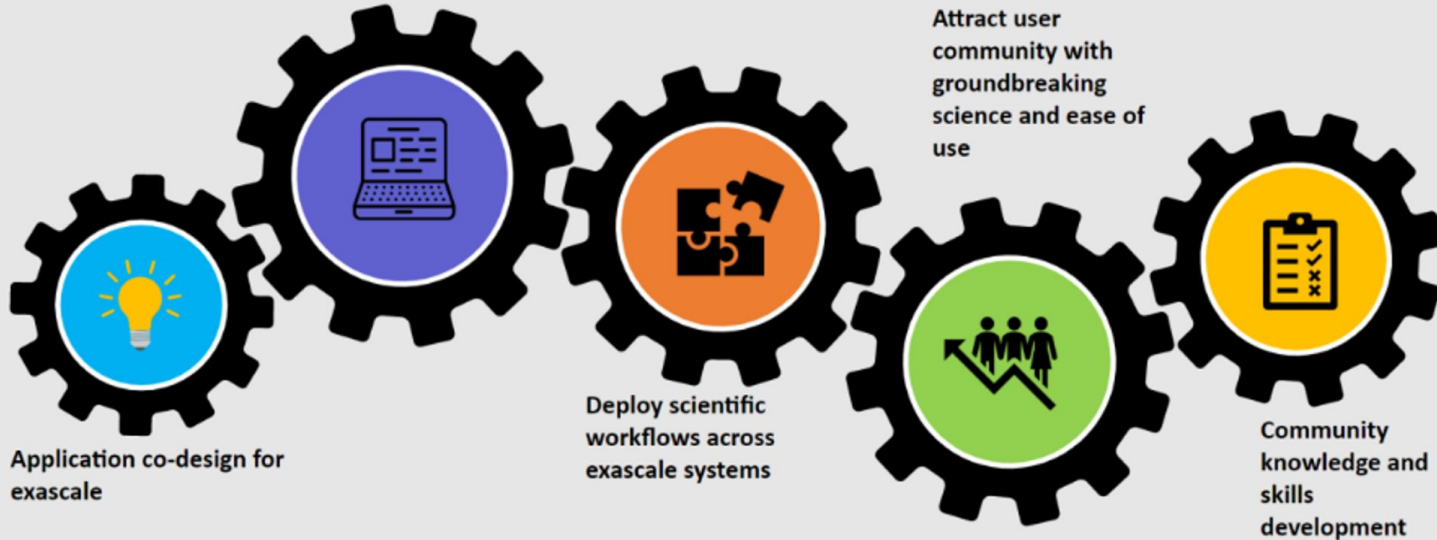 Application co-design for
exascale
Deploy scientific
workflows across
exascale systems
Attract user
community with
groundbreaking
science and ease of
use
Community
knowledge and
skills
development